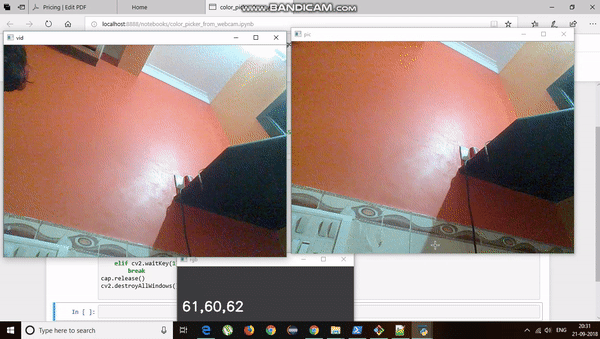 Pricing | Edit PDF
Home
color_pi
www.BANDICAM.com
localhost:8888/notebooks/color_picker_from_webcam.ipynb
vid
pic
elif cv2.waitKey(1
break
cap.release()
cv2.destroyAllWindows(
61,60,62
In [ ]:
Type here to search
ENG
20:31
21-09-2018